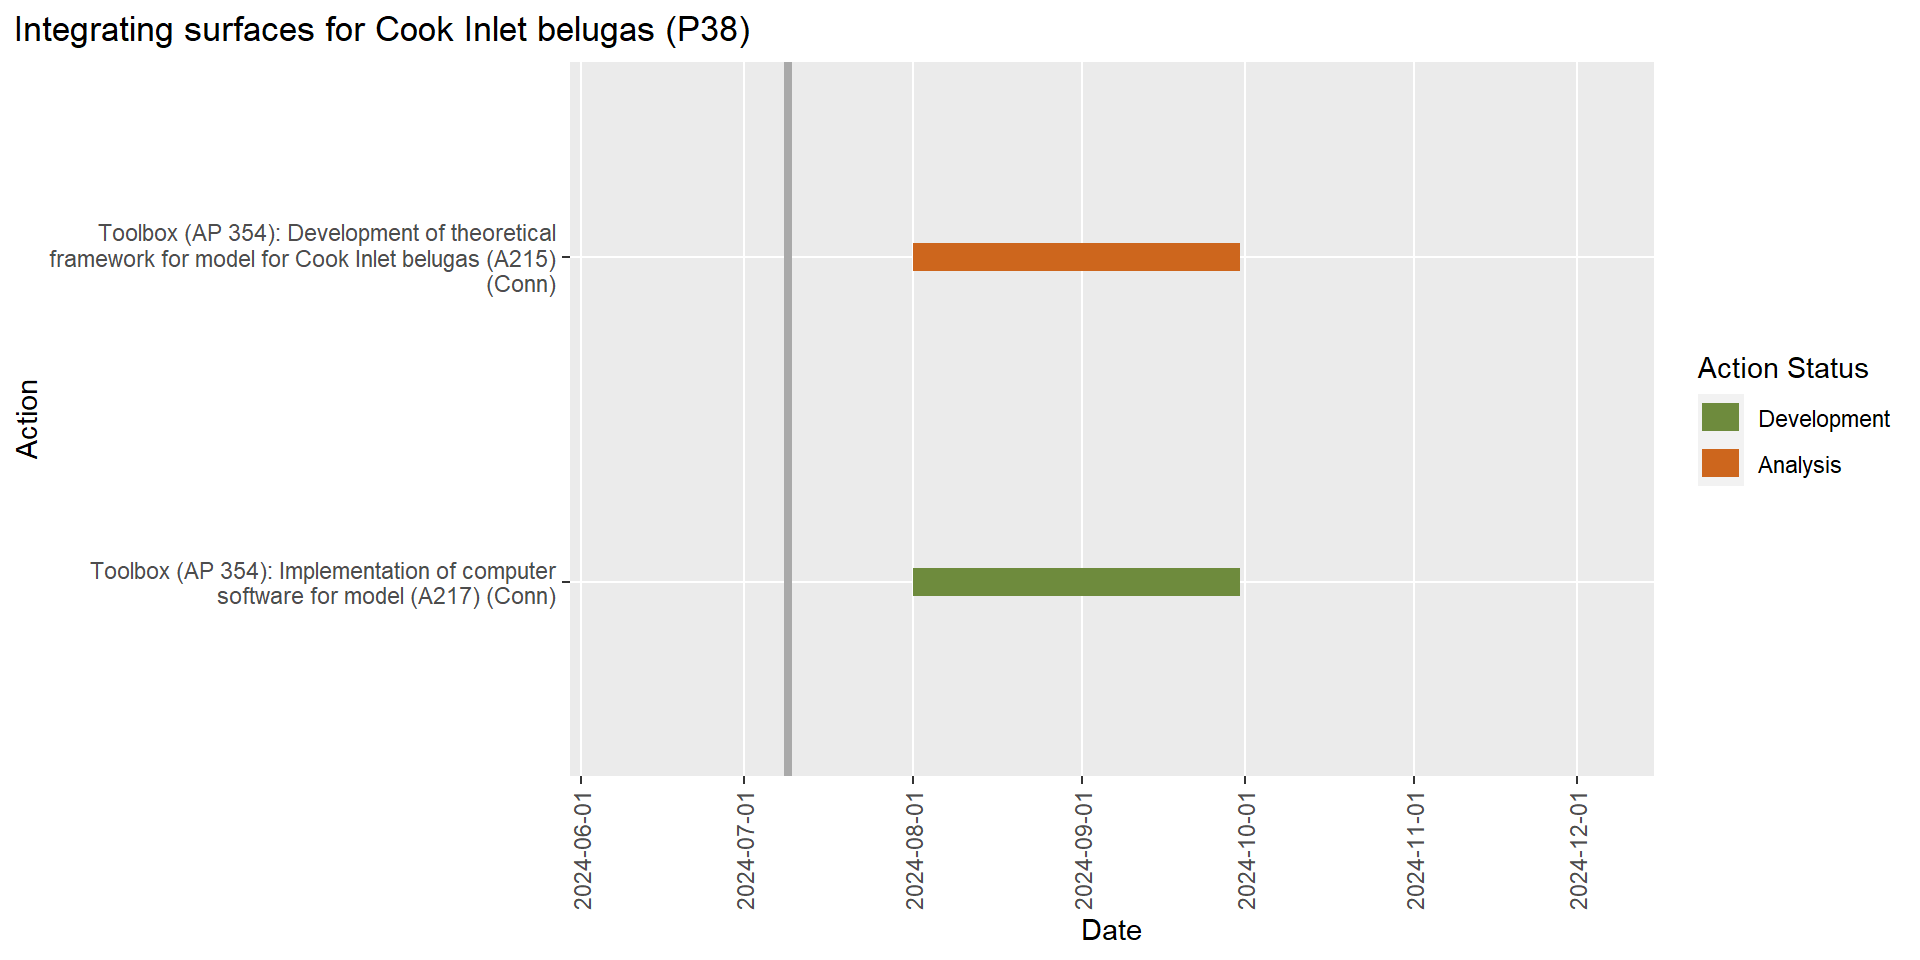 Integrating surfaces for Cook Inlet belugas (P38)
Toolbox (AP 354): Development of theoretical
framework for model for Cook Inlet belugas (A215)
(Conn)
Action
Toolbox (AP 354): Implementation of computer
software for model (A217) (Conn)
2024-06-01
2024-07-01
2024-08-01
2024-09-01
2024-10-01
2024-11-01
2024-12-01
Date
Action Status
Development
Analysis